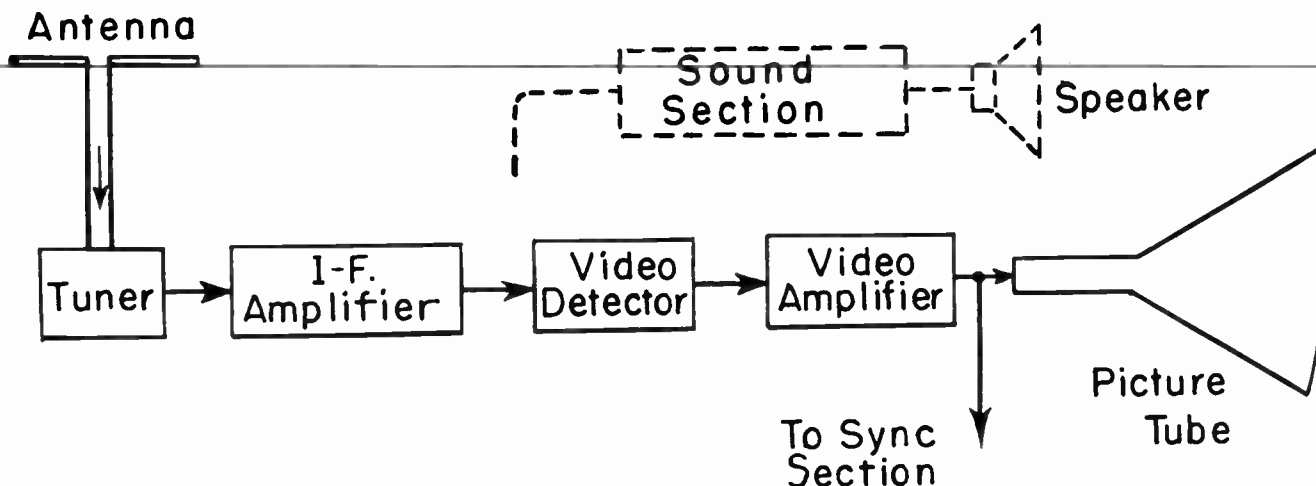 Antenna
Sound
Section
Speaker
Tuner
I-F.
Amplifier
Video
Detector
Video
Amplifier
Picture
Tube
To Sync
Section